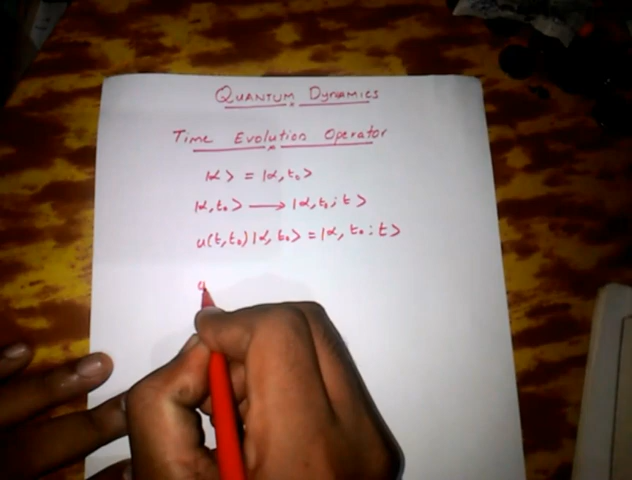 QUANTUM DYNAMICS
TIME EVOLUTION OPERATOR
|α⟩ = |α, t₀⟩
|α, t₀⟩ ⟶ |α, t₀; t⟩
u(t, t₀) |α, t₀⟩ = |α, t₀; t⟩
u